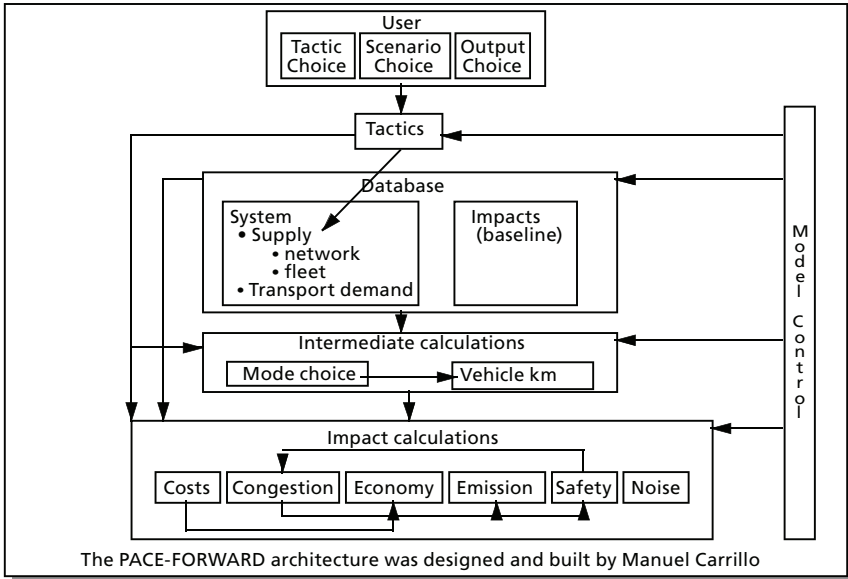 User
Tactic Choice
Scenario Choice
Output Choice
Tactics
Database
System
• Supply
• network
• fleet
• Transport demand
Impacts
(baseline)
Model Control
Intermediate calculations
Mode choice
Vehicle km
Impact calculations
Costs
Congestion
Economy
Emission
Safety
Noise
The PACE-FORWARD architecture was designed and built by Manuel Carrillo